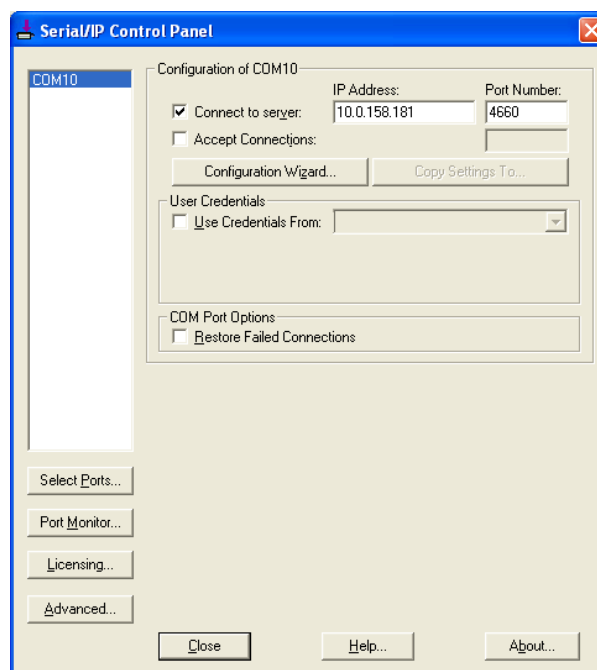 Serial/IP Control Panel
COM10
Configuration of COM10
IP Address: Port Number:
Connect to server: 10.0.158.181 4660
Accept Connections:
Configuration Wizard... Copy Settings To...
User Credentials
Use Credentials From:
COM Port Options
Restore Failed Connections
Select Ports...
Port Monitor...
Licensing...
Advanced...
Close Help... About...